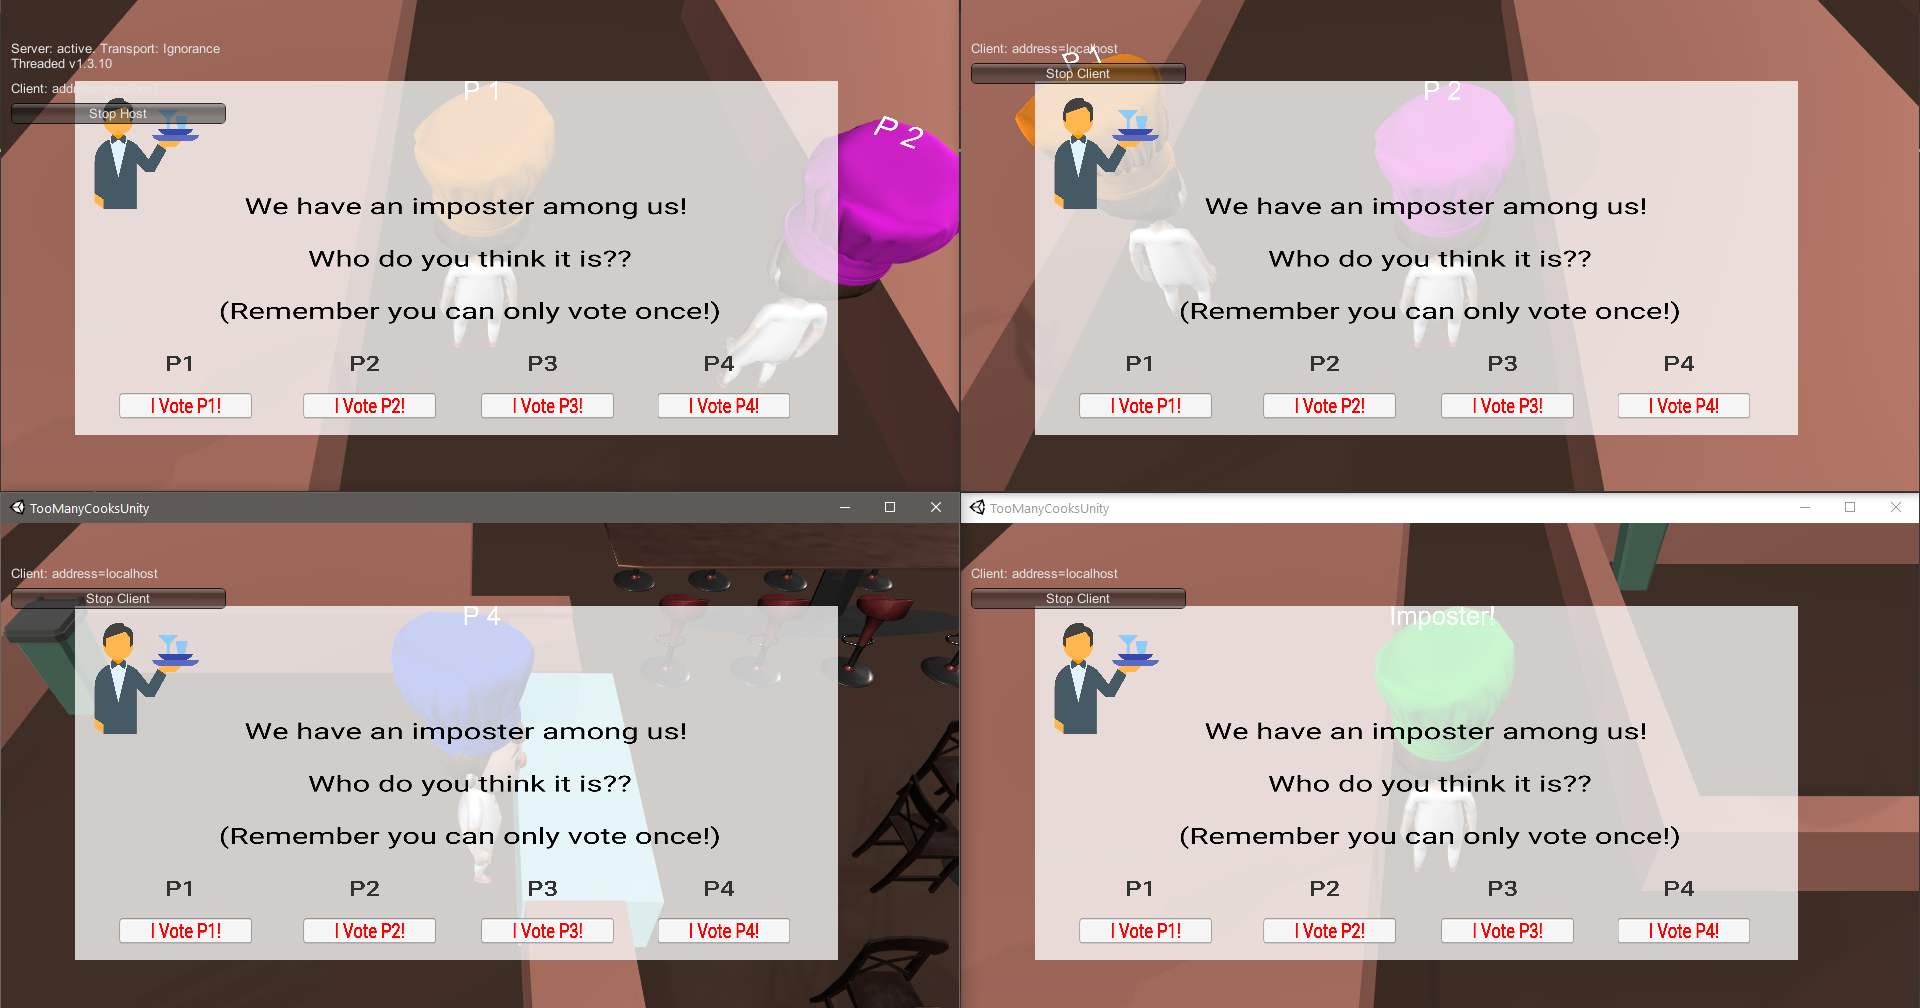 Server: active. Transport: Ignorance
Threaded v1.3.10
Client: address=localhost
Stop Host
P 1
P 2
We have an imposter among us!
Who do you think it is??
(Remember you can only vote once!)
P1 P2 P3 P4
I Vote P1! I Vote P2! I Vote P3! I Vote P4!
Client: address=localhost
P 1
Stop Client
P 2
We have an imposter among us!
Who do you think it is??
(Remember you can only vote once!)
P1 P2 P3 P4
I Vote P1! I Vote P2! I Vote P3! I Vote P4!
TooManyCooksUnity
Client: address=localhost
Stop Client
P 4
We have an imposter among us!
Who do you think it is??
(Remember you can only vote once!)
P1 P2 P3 P4
I Vote P1! I Vote P2! I Vote P3! I Vote P4!
TooManyCooksUnity
Client: address=localhost
Stop Client
Imposter!
We have an imposter among us!
Who do you think it is??
(Remember you can only vote once!)
P1 P2 P3 P4
I Vote P1! I Vote P2! I Vote P3! I Vote P4!